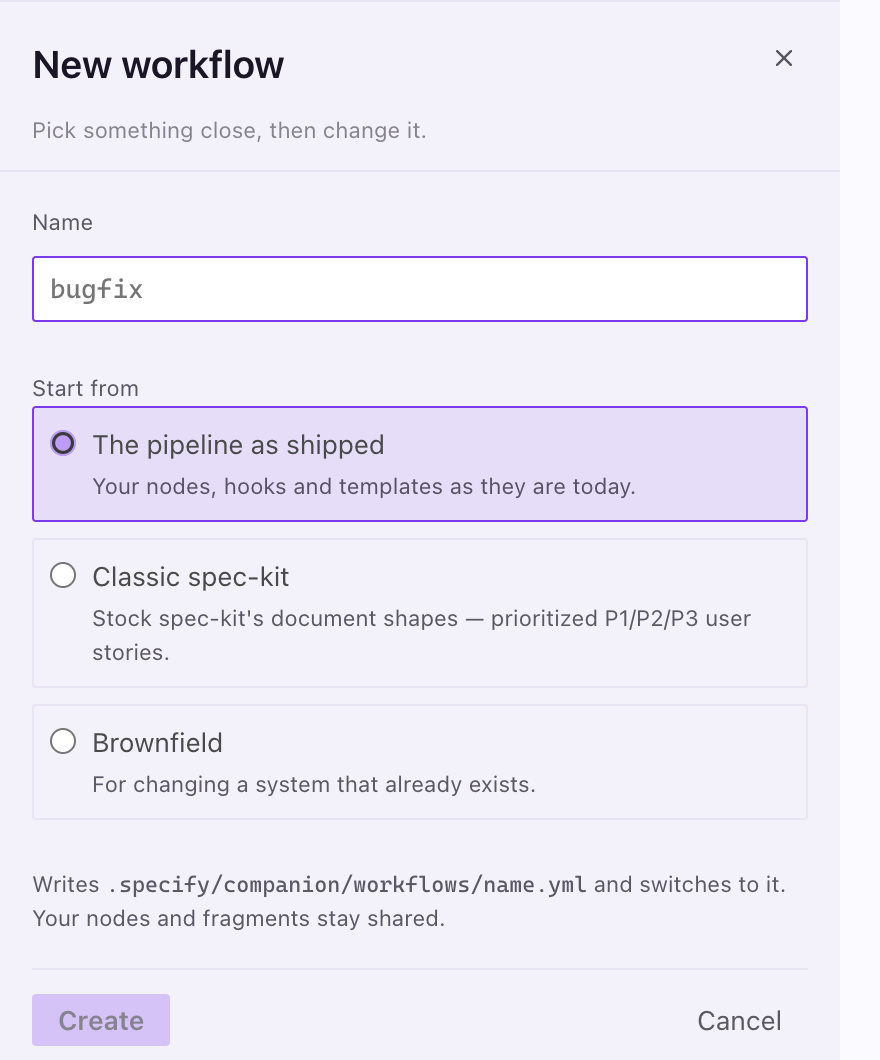 New workflow
Pick something close, then change it.
Name
bugfix
Start from
The pipeline as shipped
Your nodes, hooks and templates as they are today.
Classic spec-kit
Stock spec-kit's document shapes — prioritized P1/P2/P3 user
stories.
Brownfield
For changing a system that already exists.
Writes .specify/companion/workflows/name.yml and switches to it.
Your nodes and fragments stay shared.
Create
Cancel